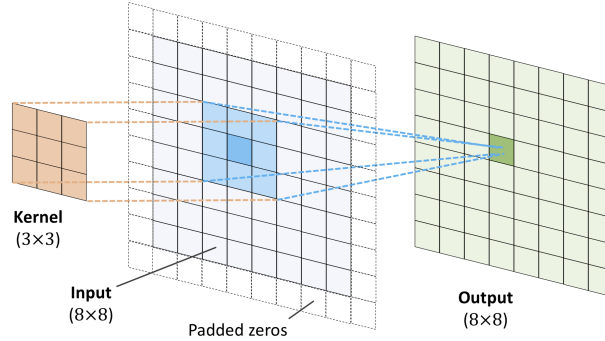 Kernel
(3×3)
Input
(8×8)
Padded zeros
Output
(8×8)